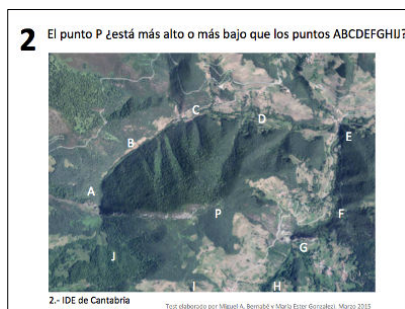 2 El punto P ¿está más alto o más bajo que los puntos ABCDEFGHIJ?
C
D
B
E
A
P
F
G
J
I
H
2.- IDE de Cantabria
Test elaborado por Miguel A. Bernabé y María Ester Gonzalez. Marzo 2015